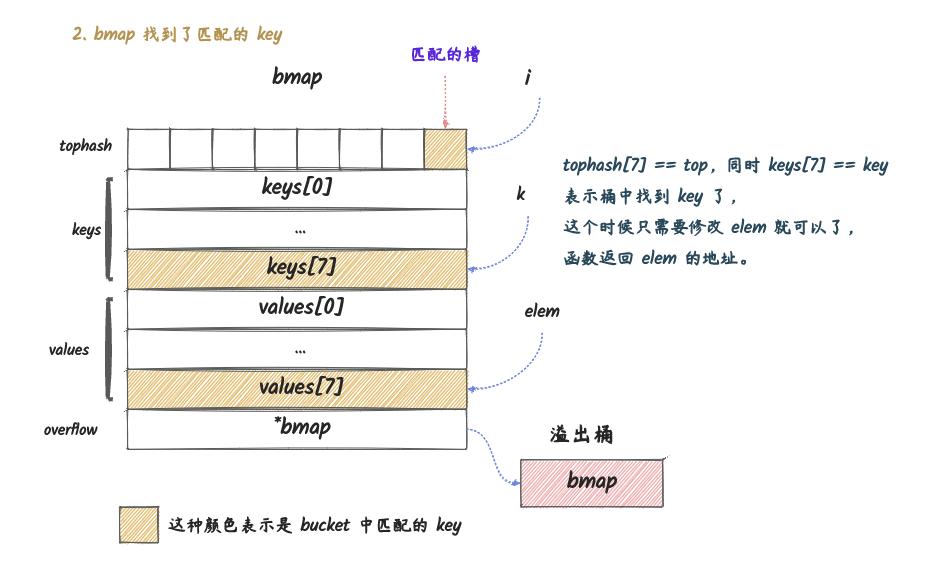 2. bmap 找到了匹配的 key
匹配的槽
bmap
i
tophash
keys[0]
k
keys
...
keys[7]
tophash[7] == top, 同时 keys[7] == key
表示桶中找到 key 了，
这个时候只需要修改 elem 就可以了，
函数返回 elem 的地址。
values[0]
elem
values
...
values[7]
overflow
*bmap
溢出桶
bmap
这种颜色表示是 bucket 中匹配的 key